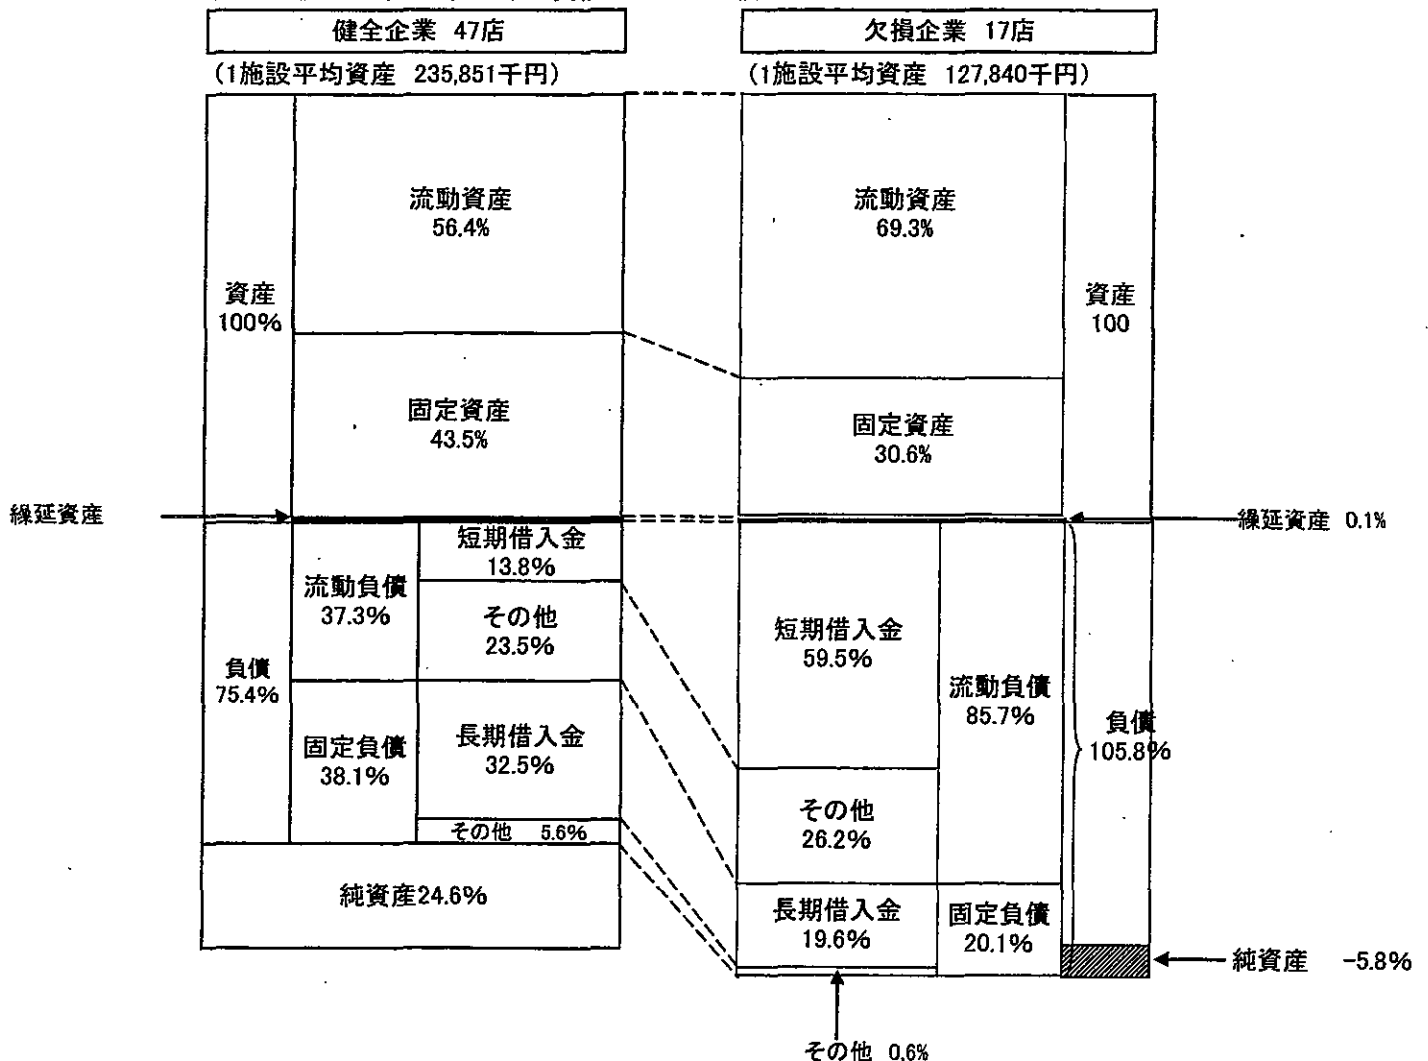 健全企業 47店
(1施設平均資産 235,851千円)
資産
100%
流動資産
56.4%
固定資産
43.5%
繰延資産
負債
75.4%
流動負債
37.3%
短期借入金
13.8%
その他
23.5%
固定負債
38.1%
長期借入金
32.5%
その他 5.6%
純資産24.6%
欠損企業 17店
(1施設平均資産 127,840千円)
流動資産
69.3%
資産
100
固定資産
30.6%
繰延資産 0.1%
短期借入金
59.5%
流動負債
85.7%
負債
105.8%
その他
26.2%
長期借入金
19.6%
固定負債
20.1%
純資産 -5.8%
その他 0.6%